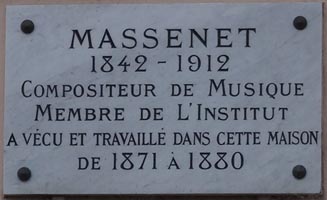 MASSENET
1842 - 1912
COMPOSITEUR DE MUSIQUE
MEMBRE DE L'INSTITUT
A VÉCU ET TRAVAILLÉ DANS CETTE MAISON
DE 1871 À 1880